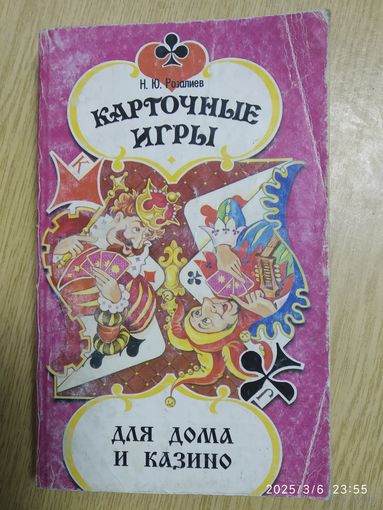 Н. Ю. Розалиев
КАРТОЧНЫЕ
ИГРЫ
К
J
ДЛЯ ДОМА
И КАЗИНО
2025/3/6 23:55